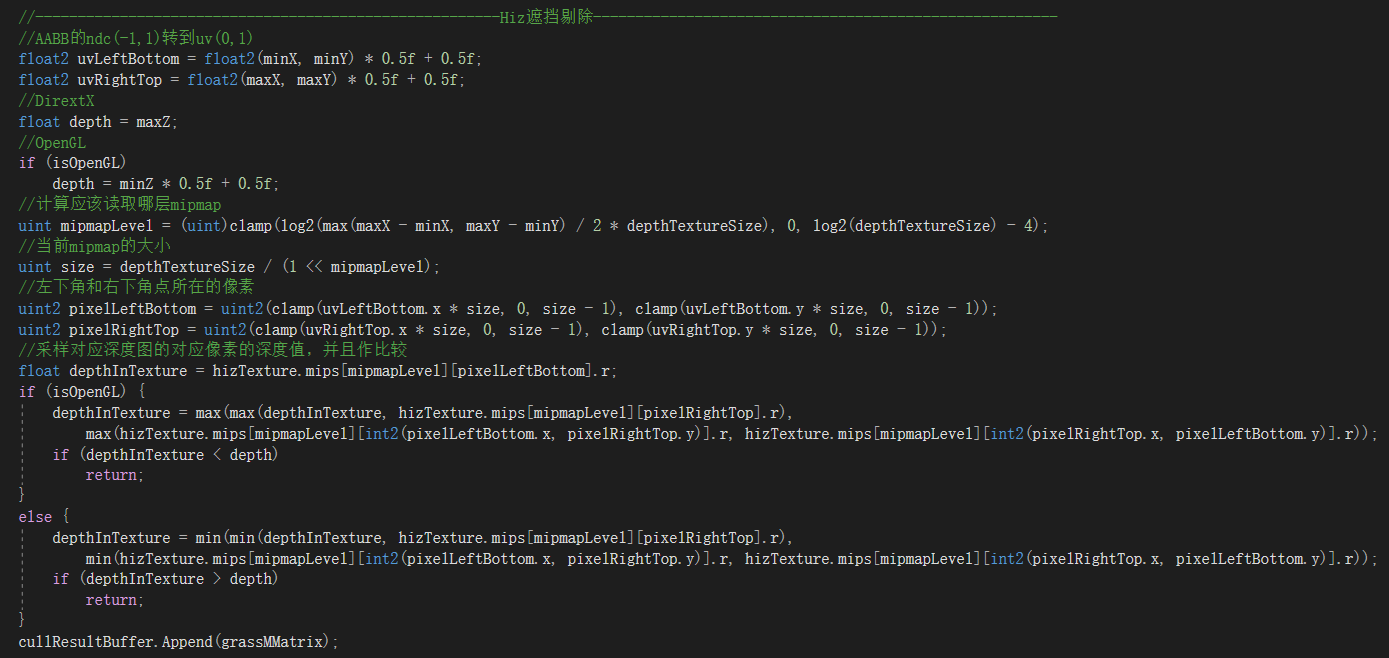 //-------------------------------------------------------Hiz遮挡剔除-------------------------------------------------------
//AABB的ndc(-1,1)转到uv(0,1)
float2 uvLeftBottom = float2(minX, minY) * 0.5f + 0.5f;
float2 uvRightTop = float2(maxX, maxY) * 0.5f + 0.5f;
//DirextX
float depth = maxZ;
//OpenGL
if (isOpenGL)
    depth = minZ * 0.5f + 0.5f;
//计算应该读取哪层mipmap
uint mipmapLevel = (uint)clamp(log2(max(maxX - minX, maxY - minY) / 2 * depthTextureSize), 0, log2(depthTextureSize) - 4);
//当前mipmap的大小
uint size = depthTextureSize / (1 << mipmapLevel);
//左下角和右下角点所在的像素
uint2 pixelLeftBottom = uint2(clamp(uvLeftBottom.x * size, 0, size - 1), clamp(uvLeftBottom.y * size, 0, size - 1));
uint2 pixelRightTop = uint2(clamp(uvRightTop.x * size, 0, size - 1), clamp(uvRightTop.y * size, 0, size - 1));
//采样对应深度图的对应像素的深度值，并且作比较
float depthInTexture = hizTexture.mips[mipmapLevel][pixelLeftBottom].r;
if (isOpenGL) {
    depthInTexture = max(max(depthInTexture, hizTexture.mips[mipmapLevel][pixelRightTop].r),
        max(hizTexture.mips[mipmapLevel][int2(pixelLeftBottom.x, pixelRightTop.y)].r, hizTexture.mips[mipmapLevel][int2(pixelRightTop.x, pixelLeftBottom.y)].r));
    if (depthInTexture < depth)
        return;
}
else {
    depthInTexture = min(min(depthInTexture, hizTexture.mips[mipmapLevel][pixelRightTop].r),
        min(hizTexture.mips[mipmapLevel][int2(pixelLeftBottom.x, pixelRightTop.y)].r, hizTexture.mips[mipmapLevel][int2(pixelRightTop.x, pixelLeftBottom.y)].r));
    if (depthInTexture > depth)
        return;
}
cullResultBuffer.Append(grassMMatrix);